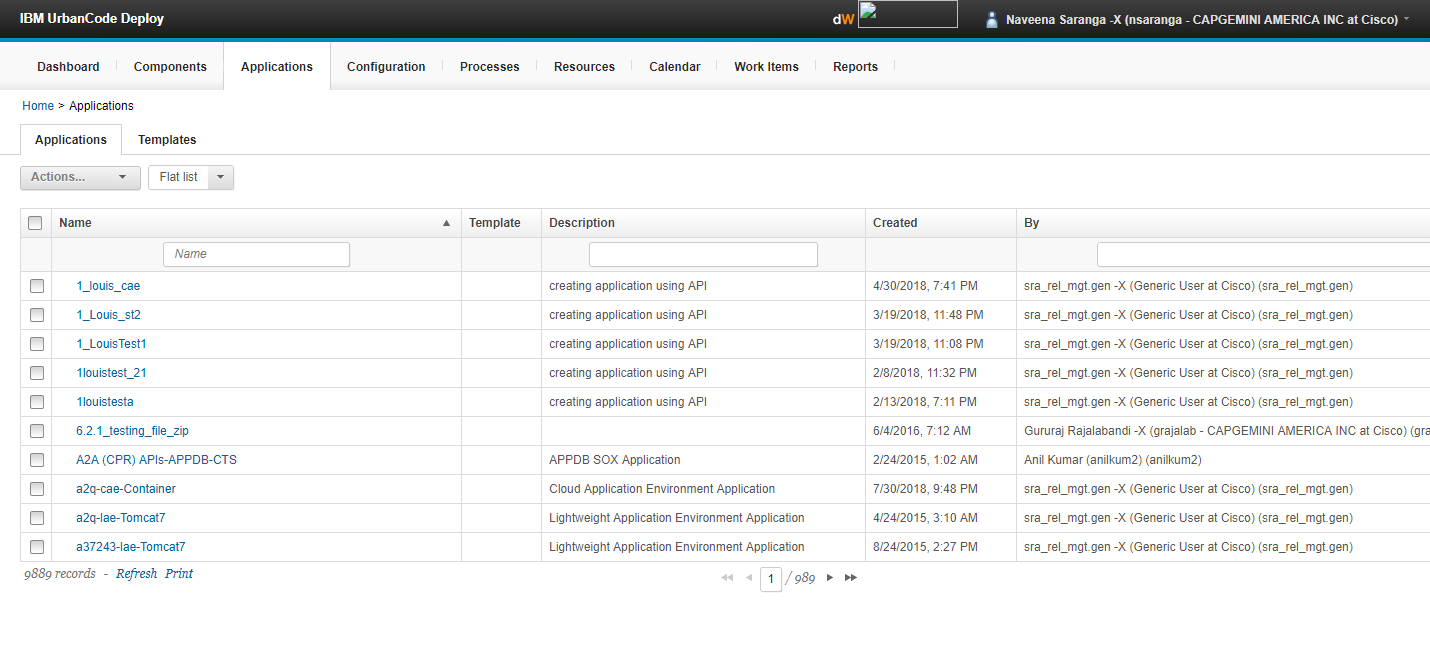 IBM UrbanCode Deploy dW Naveena Saranga -X (nsaranga - CAPGEMINI AMERICA INC at Cisco)
Dashboard Components Applications Configuration Processes Resources Calendar Work Items Reports
Home > Applications
Applications Templates
Actions... Flat list
Name Template Description Created By
Name
1_louis_cae creating application using API 4/30/2018, 7:41 PM sra_rel_mgt.gen -X (Generic User at Cisco) (sra_rel_mgt.gen)
1_Louis_st2 creating application using API 3/19/2018, 11:48 PM sra_rel_mgt.gen -X (Generic User at Cisco) (sra_rel_mgt.gen)
1_LouisTest1 creating application using API 3/19/2018, 11:08 PM sra_rel_mgt.gen -X (Generic User at Cisco) (sra_rel_mgt.gen)
1louistest_21 creating application using API 2/8/2018, 11:32 PM sra_rel_mgt.gen -X (Generic User at Cisco) (sra_rel_mgt.gen)
1louistesta creating application using API 2/13/2018, 7:11 PM sra_rel_mgt.gen -X (Generic User at Cisco) (sra_rel_mgt.gen)
6.2.1_testing_file_zip 6/4/2016, 7:12 AM Gururaj Rajalabandi -X (grajalab - CAPGEMINI AMERICA INC at Cisco) (gra
A2A (CPR) APIs-APPDB-CTS APPDB SOX Application 2/24/2015, 1:02 AM Anil Kumar (anilkum2) (anilkum2)
a2q-cae-Container Cloud Application Environment Application 7/30/2018, 9:48 PM sra_rel_mgt.gen -X (Generic User at Cisco) (sra_rel_mgt.gen)
a2q-lae-Tomcat7 Lightweight Application Environment Application 4/24/2015, 3:10 AM sra_rel_mgt.gen -X (Generic User at Cisco) (sra_rel_mgt.gen)
a37243-lae-Tomcat7 Lightweight Application Environment Application 8/24/2015, 2:27 PM sra_rel_mgt.gen -X (Generic User at Cisco) (sra_rel_mgt.gen)
9889 records - Refresh Print 1 / 989